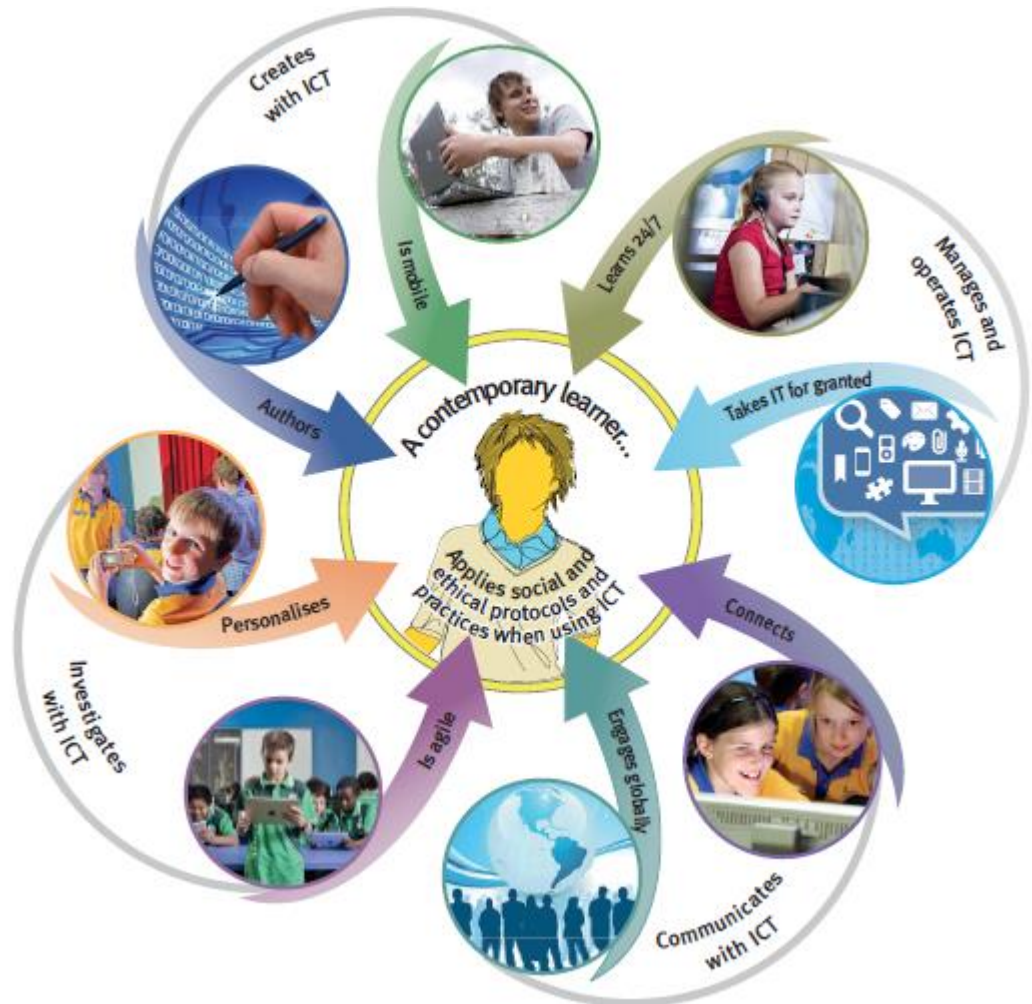 Creates
with ICT
Is mobile
Learns 24/7
Manages and
operates ICT
Takes IT for granted
Authors
A contemporary learner...
Applies social and
ethical protocols and
practices when using ICT
Personalises
Connects
Investigates
with ICT
Is agile
Engages globally
Communicates
with ICT